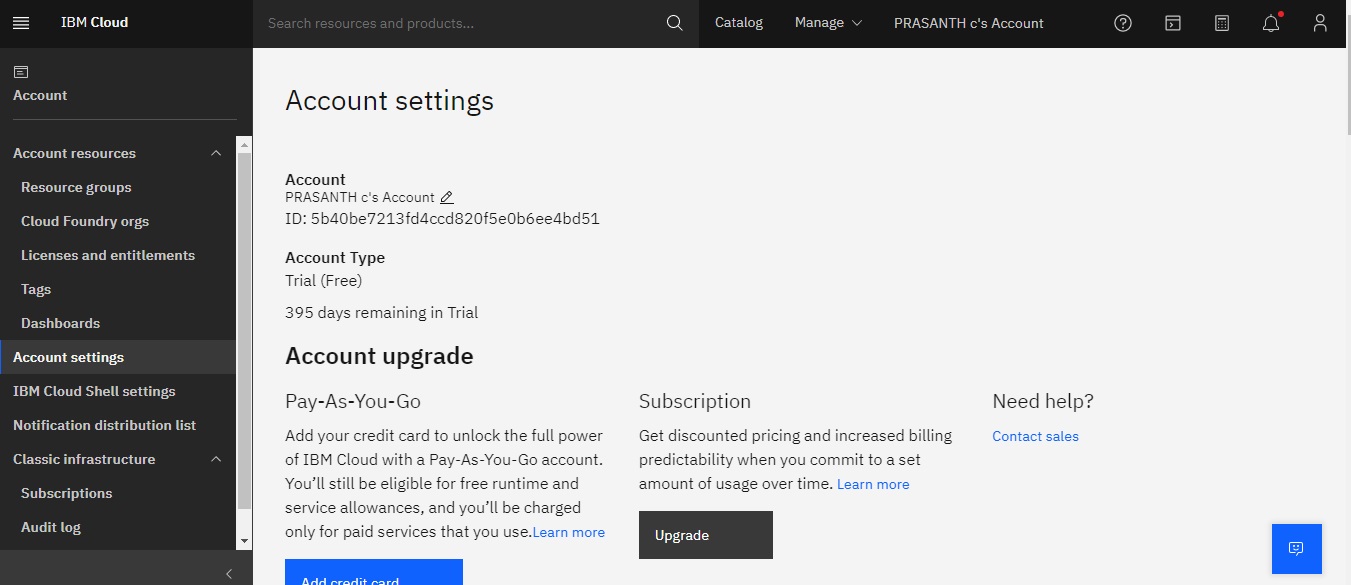 IBM Cloud
Search resources and products...
Catalog
Manage
PRASANTH c's Account
Account
Account resources
Resource groups
Cloud Foundry orgs
Licenses and entitlements
Tags
Dashboards
Account settings
IBM Cloud Shell settings
Notification distribution list
Classic infrastructure
Subscriptions
Audit log
Account settings
Account
PRASANTH c's Account
ID: 5b40be7213fd4ccd820f5e0b6ee4bd51
Account Type
Trial (Free)
395 days remaining in Trial
Account upgrade
Pay-As-You-Go
Add your credit card to unlock the full power
of IBM Cloud with a Pay-As-You-Go account.
You’ll still be eligible for free runtime and
service allowances, and you’ll be charged
only for paid services that you use.Learn more
Add credit card
Subscription
Get discounted pricing and increased billing
predictability when you commit to a set
amount of usage over time. Learn more
Upgrade
Need help?
Contact sales